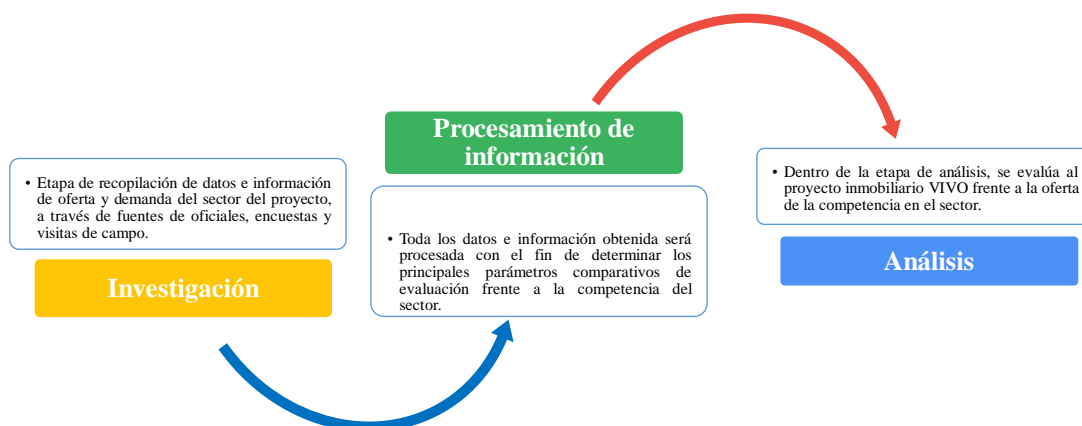 • Etapa de recopilación de datos e información
de oferta y demanda del sector del proyecto,
a través de fuentes de oficiales, encuestas y
visitas de campo.
Investigación
Procesamiento de
información
• Toda los datos e información obtenida será
procesada con el fin de determinar los
principales parámetros comparativos de
evaluación frente a la competencia del
sector.
• Dentro de la etapa de análisis, se evalúa al
proyecto inmobiliario VIVO frente a la oferta
de la competencia en el sector.
Análisis